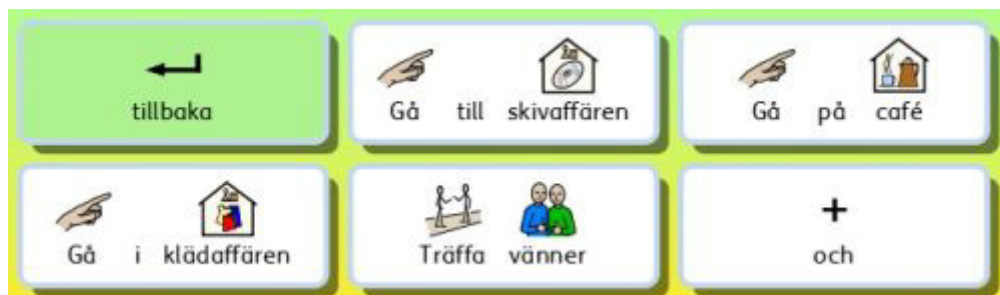 tillbaka
Gå till skivaffären
Gå på café
Gå i klädaffären
Träffa vänner
+
och